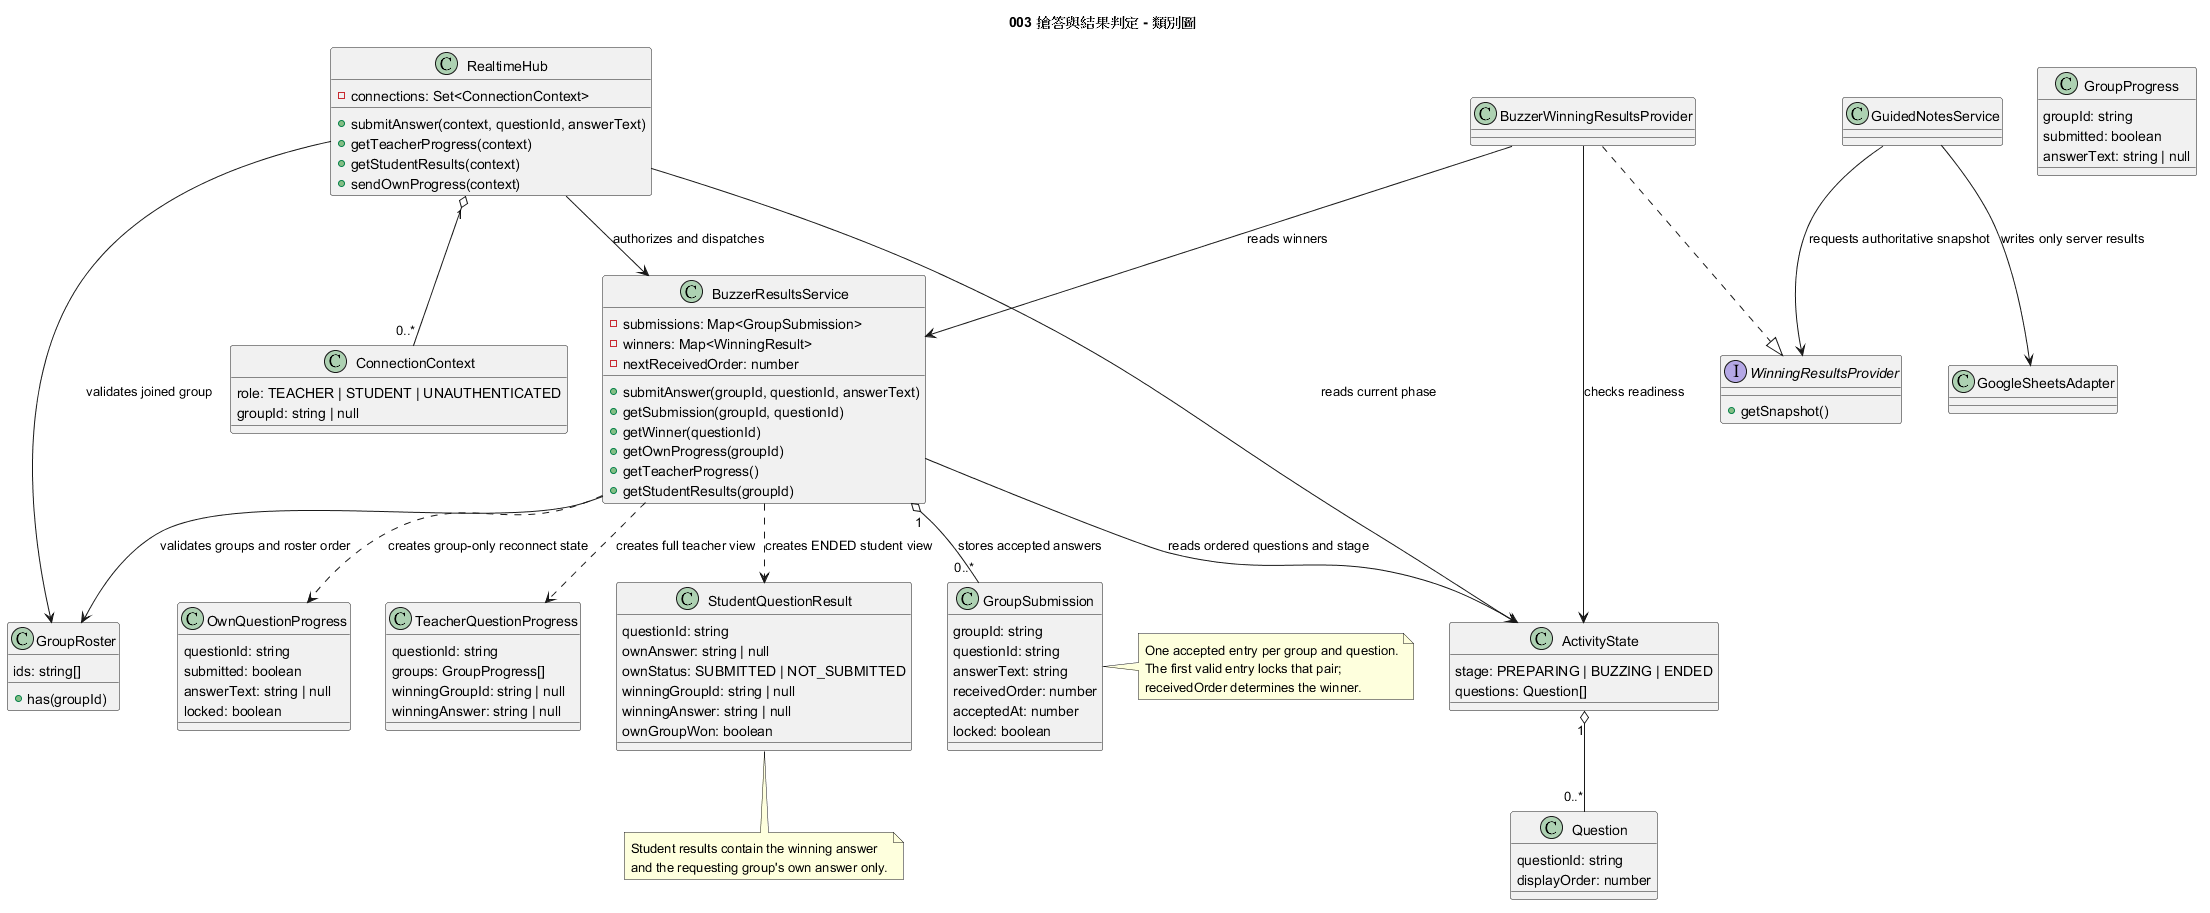 003 搶答與結果判定 - 類別圖
RealtimeHub
connections: Set<ConnectionContext>
submitAnswer(context, questionId, answerText)
getTeacherProgress(context)
getStudentResults(context)
sendOwnProgress(context)
BuzzerWinningResultsProvider
GuidedNotesService
GroupProgress
groupId: string
submitted: boolean
answerText: string | null
1
authorizes and dispatches
reads winners
requests authoritative snapshot
writes only server results
0..*
ConnectionContext
role: TEACHER | STUDENT | UNAUTHENTICATED
groupId: string | null
validates joined group
BuzzerResultsService
submissions: Map<GroupSubmission>
winners: Map<WinningResult>
nextReceivedOrder: number
submitAnswer(groupId, questionId, answerText)
getSubmission(groupId, questionId)
getWinner(questionId)
getOwnProgress(groupId)
getTeacherProgress()
getStudentResults(groupId)
reads current phase
checks readiness
WinningResultsProvider
getSnapshot()
GoogleSheetsAdapter
validates groups and roster order
creates group-only reconnect state
creates full teacher view
creates ENDED student view
1
stores accepted answers
0..*
reads ordered questions and stage
GroupRoster
ids: string[]
has(groupId)
OwnQuestionProgress
questionId: string
submitted: boolean
answerText: string | null
locked: boolean
TeacherQuestionProgress
questionId: string
groups: GroupProgress[]
winningGroupId: string | null
winningAnswer: string | null
StudentQuestionResult
questionId: string
ownAnswer: string | null
ownStatus: SUBMITTED | NOT_SUBMITTED
winningGroupId: string | null
winningAnswer: string | null
ownGroupWon: boolean
GroupSubmission
groupId: string
questionId: string
answerText: string
receivedOrder: number
acceptedAt: number
locked: boolean
One accepted entry per group and question.
The first valid entry locks that pair;
receivedOrder determines the winner.
ActivityState
stage: PREPARING | BUZZING | ENDED
questions: Question[]
1
0..*
Student results contain the winning answer
and the requesting group's own answer only.
Question
questionId: string
displayOrder: number